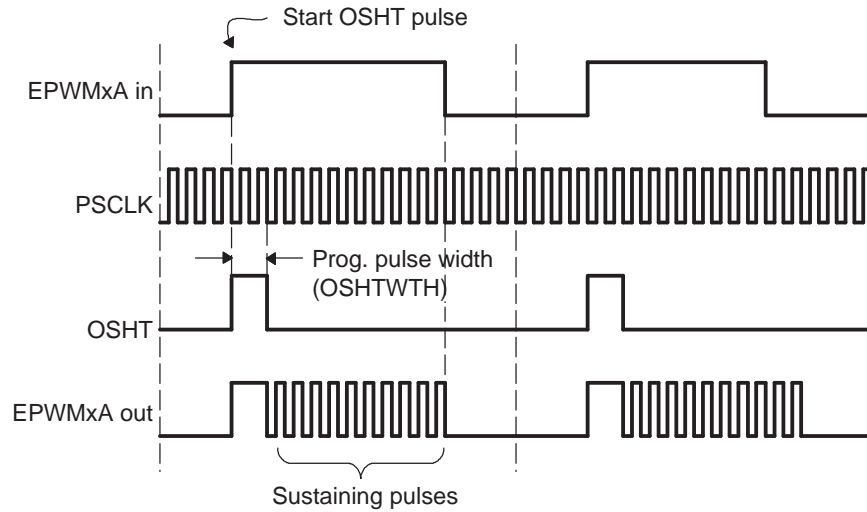 Start OSHT pulse
EPWMxA in
PSCLK
Prog. pulse width
(OSHTWTH)
OSHT
EPWMxA out
Sustaining pulses